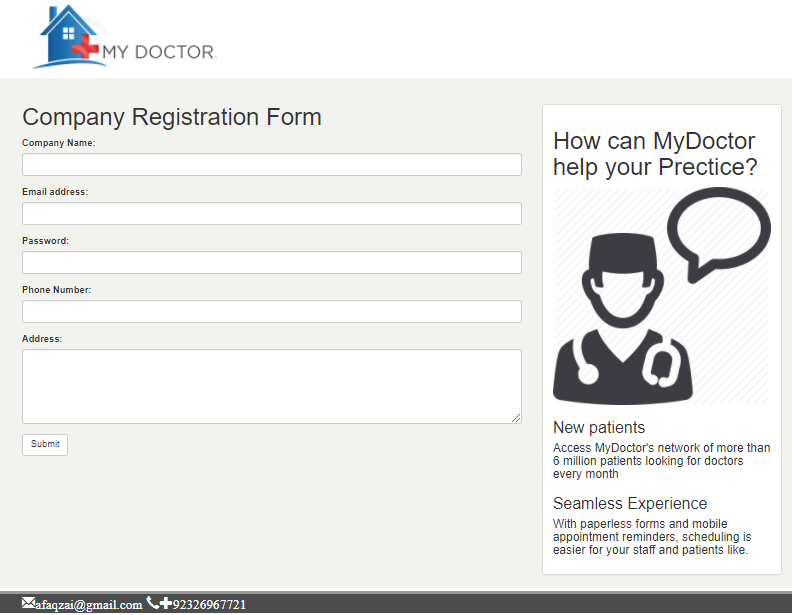 MY DOCTOR
Company Registration Form
Company Name:
Email address:
Password:
Phone Number:
Address:
Submit
How can MyDoctor
help your Prectice?
New patients
Access MyDoctor's network of more than
6 million patients looking for doctors
every month
Seamless Experience
With paperless forms and mobile
appointment reminders, scheduling is
easier for your staff and patients like.
afaqzai@gmail.com +92326967721